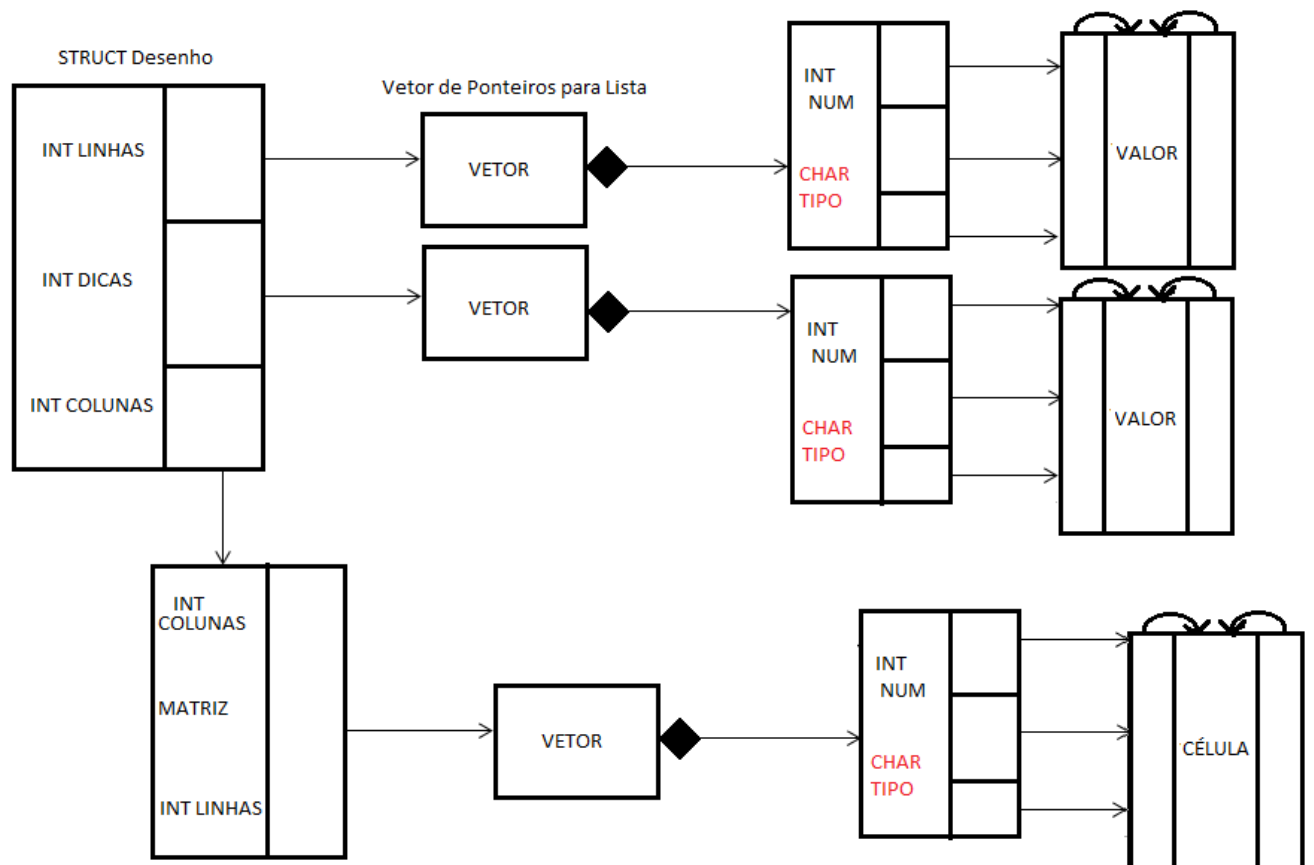 STRUCT Desenho
INT LINHAS
INT DICAS
INT COLUNAS
Vetor de Ponteiros para Lista
VETOR
INT
NUM
CHAR
TIPO
VALOR
VETOR
INT
NUM
CHAR
TIPO
VALOR
INT
COLUNAS
MATRIZ
INT LINHAS
VETOR
INT
NUM
CHAR
TIPO
CÉLULA